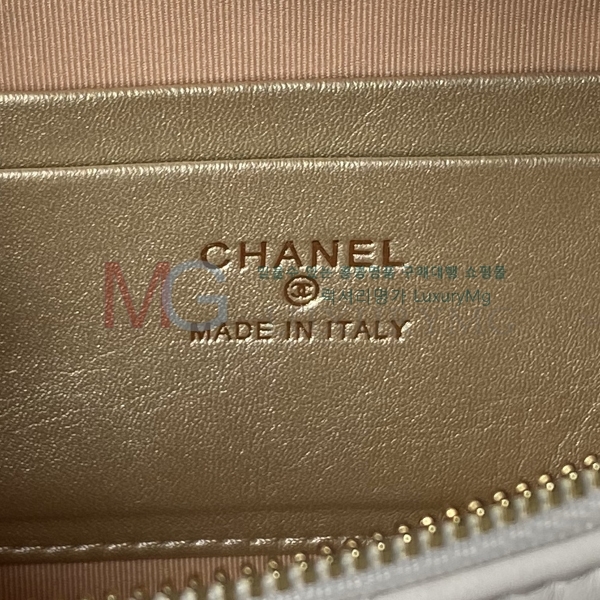 CHANEL
MADE IN ITALY
MG
럭셔리명가 LuxuryMg